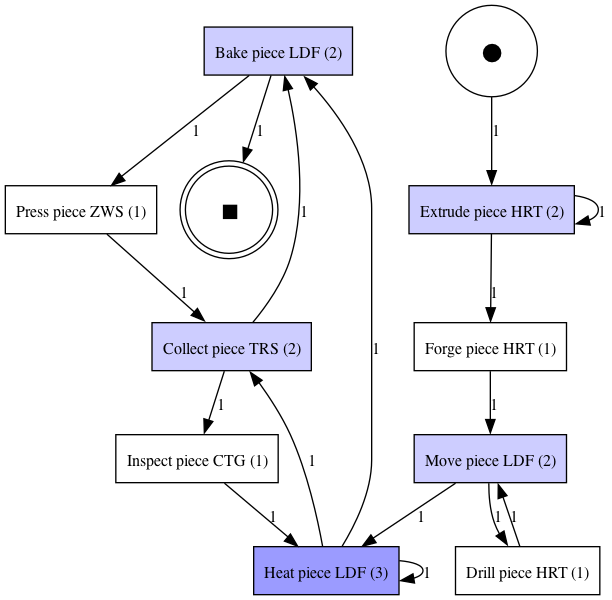 Bake piece LDF (2)
1
1
1
Press piece ZWS (1)
Extrude piece HRT (2)
1
1
1
1
Collect piece TRS (2)
1
Forge piece HRT (1)
1
1
Inspect piece CTG (1)
1
Move piece LDF (2)
1
1
1
1
Heat piece LDF (3)
1
Drill piece HRT (1)